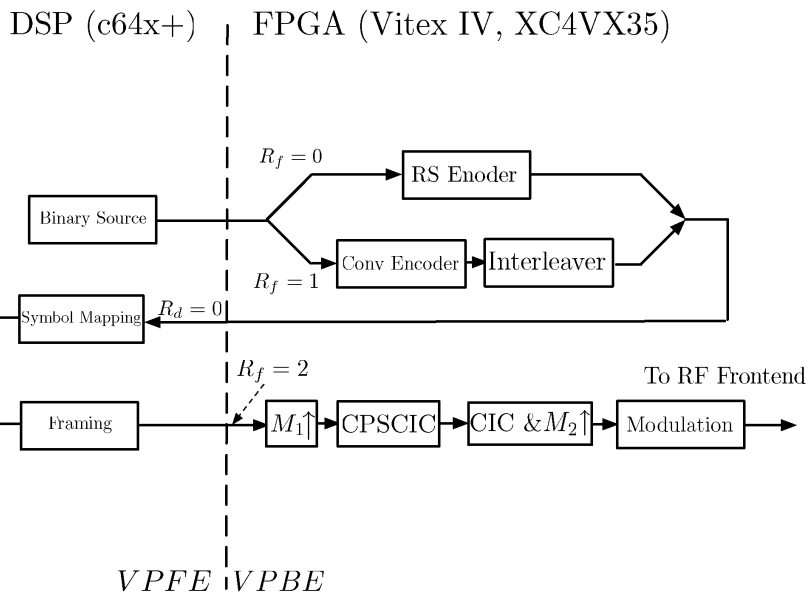 DSP (c64x+)
FPGA (Vitex IV, XC4VX35)
R_f = 0
RS Enoder
Binary Source
Conv Encoder
Interleaver
R_f = 1
Symbol Mapping
R_d = 0
R_f = 2
To RF Frontend
Framing
M_1↑
CPSCIC
CIC &M_2↑
Modulation
VPFE
VPBE